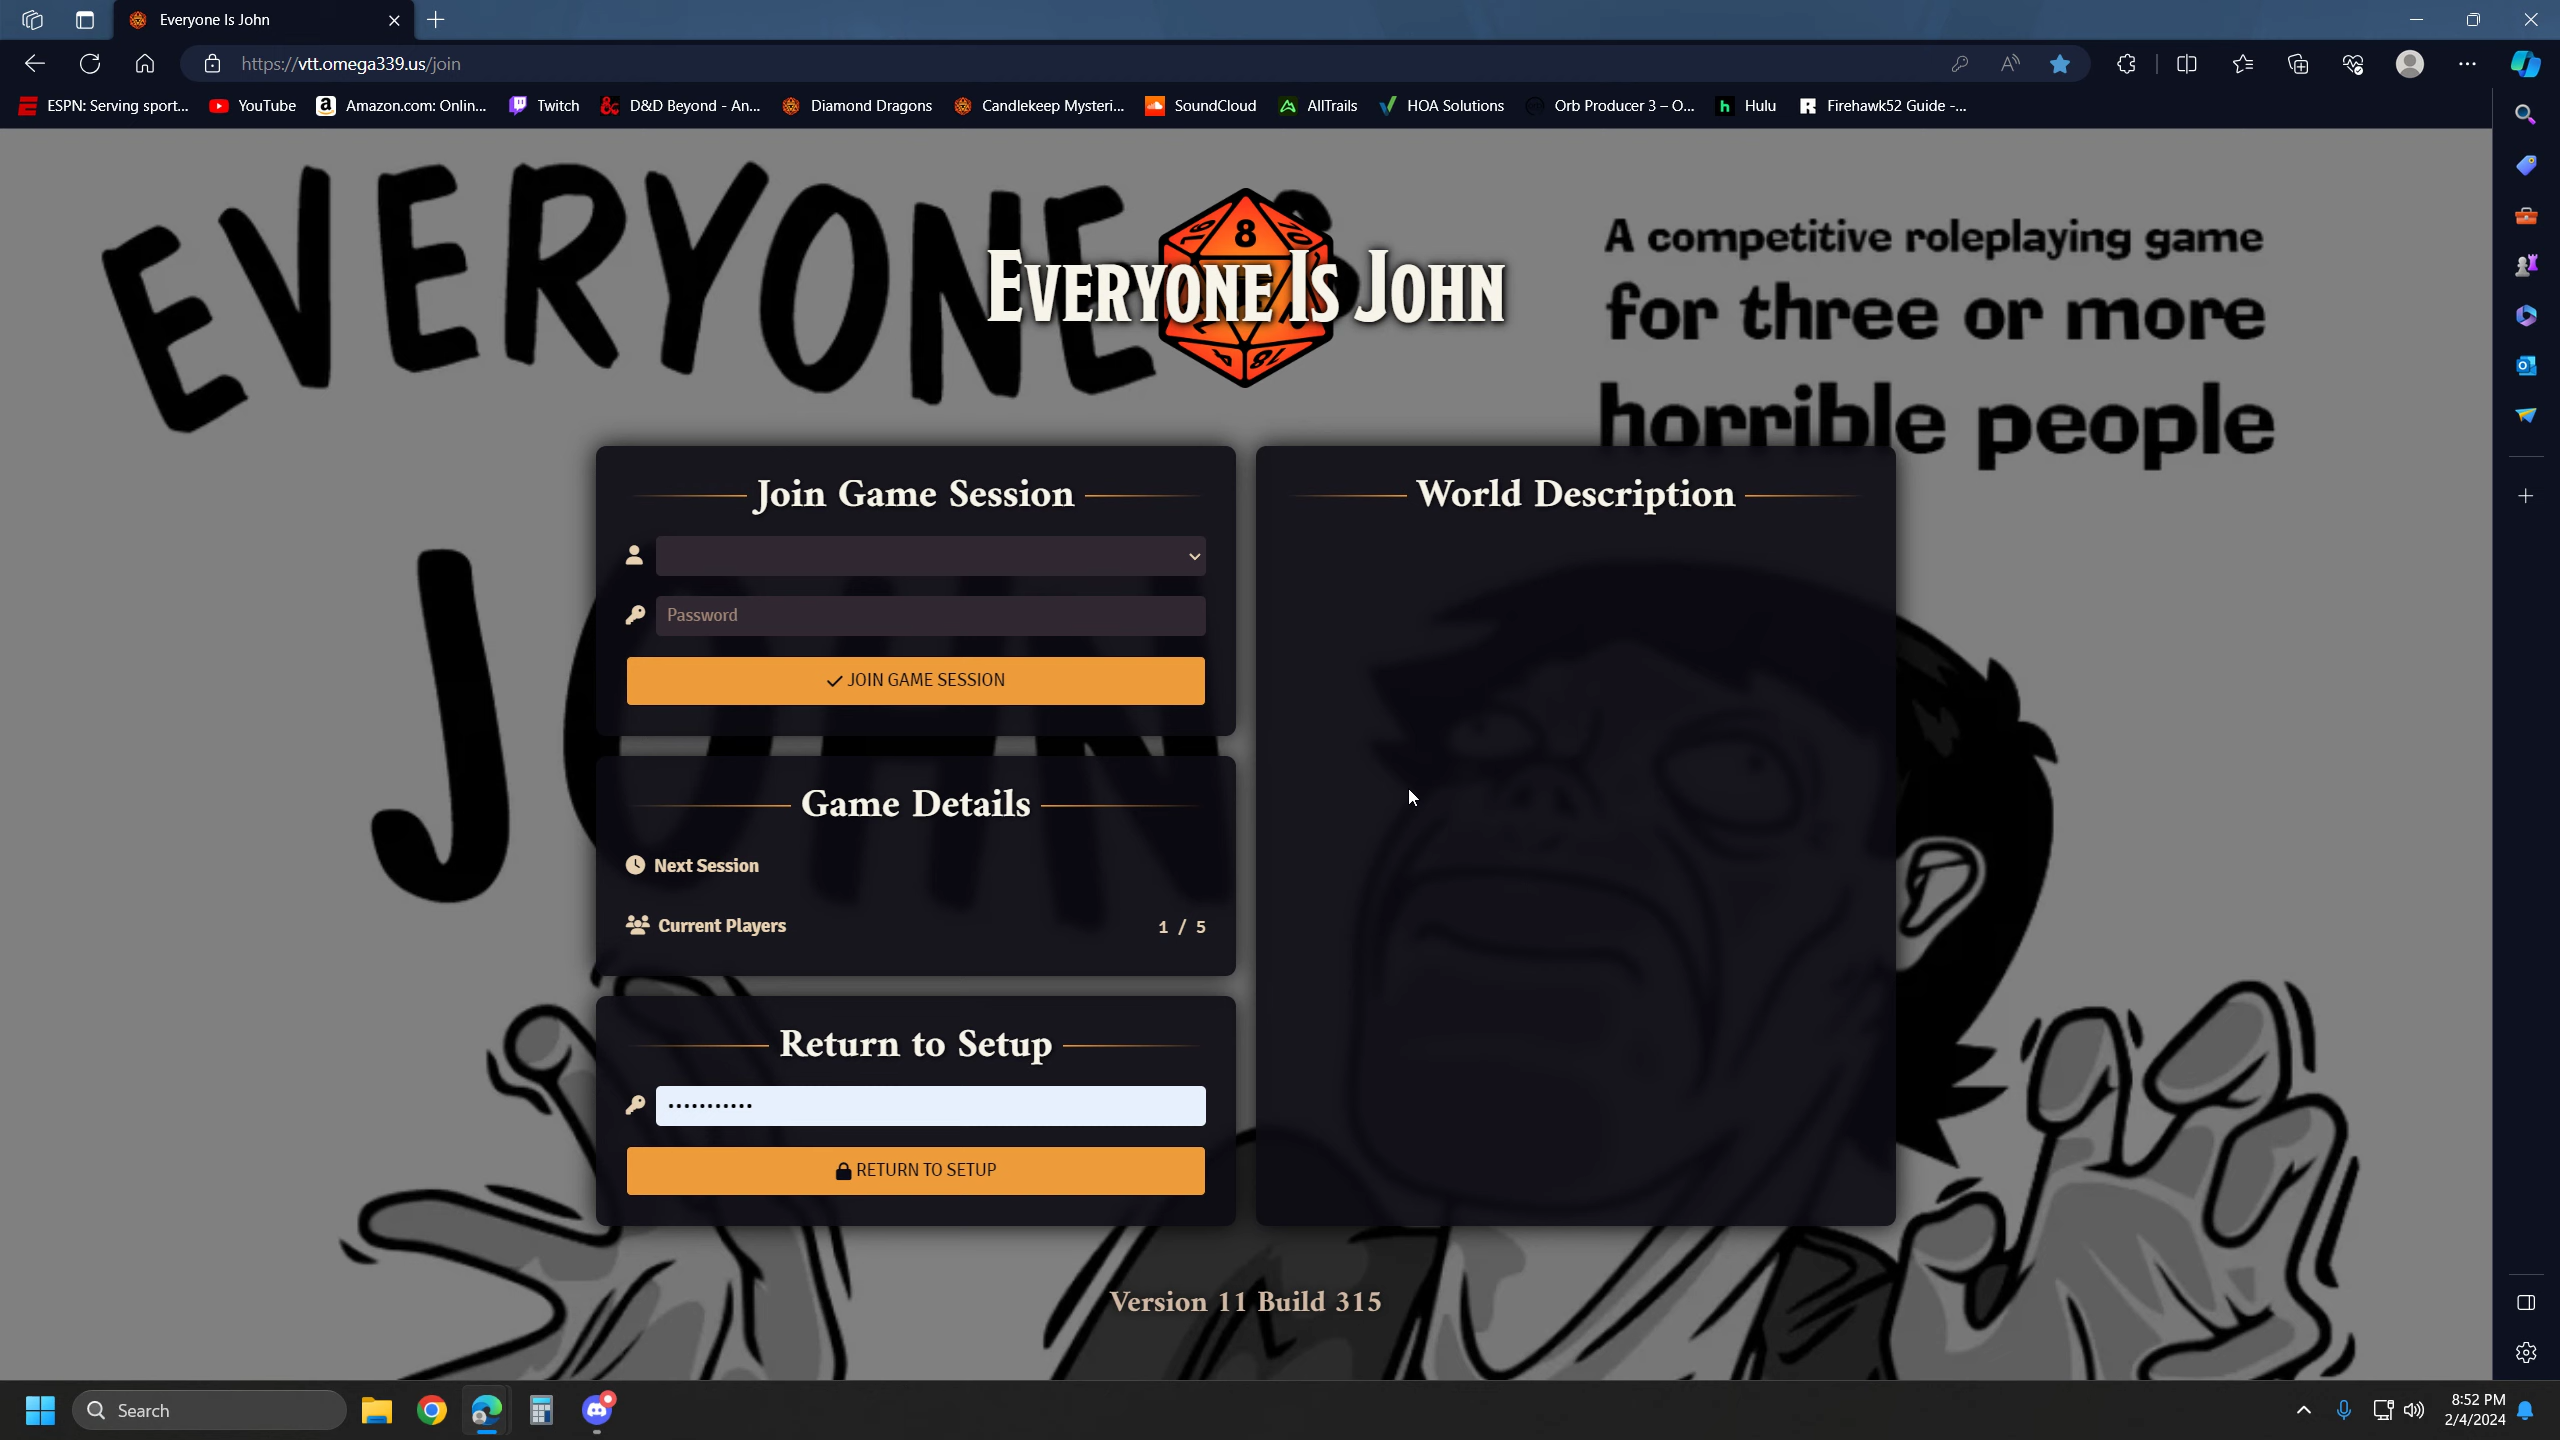 Everyone Is John
https://vtt.omega339.us/join
ESPN: Serving sport... YouTube Amazon.com: Onlin... Twitch D&D Beyond - An... Diamond Dragons Candlekeep Mysteri... SoundCloud AllTrails HOA Solutions Orb Producer 3 – O... Hulu Firehawk52 Guide -...
EVERYONE IS
JOHN
8
EVERYONE IS JOHN
A competitive roleplaying game
for three or more
horrible people
Join Game Session
Password
JOIN GAME SESSION
Game Details
Next Session
Current Players 1 / 5
Return to Setup
•••••••••••
RETURN TO SETUP
World Description
Version 11 Build 315
Search
8:52 PM
2/4/2024